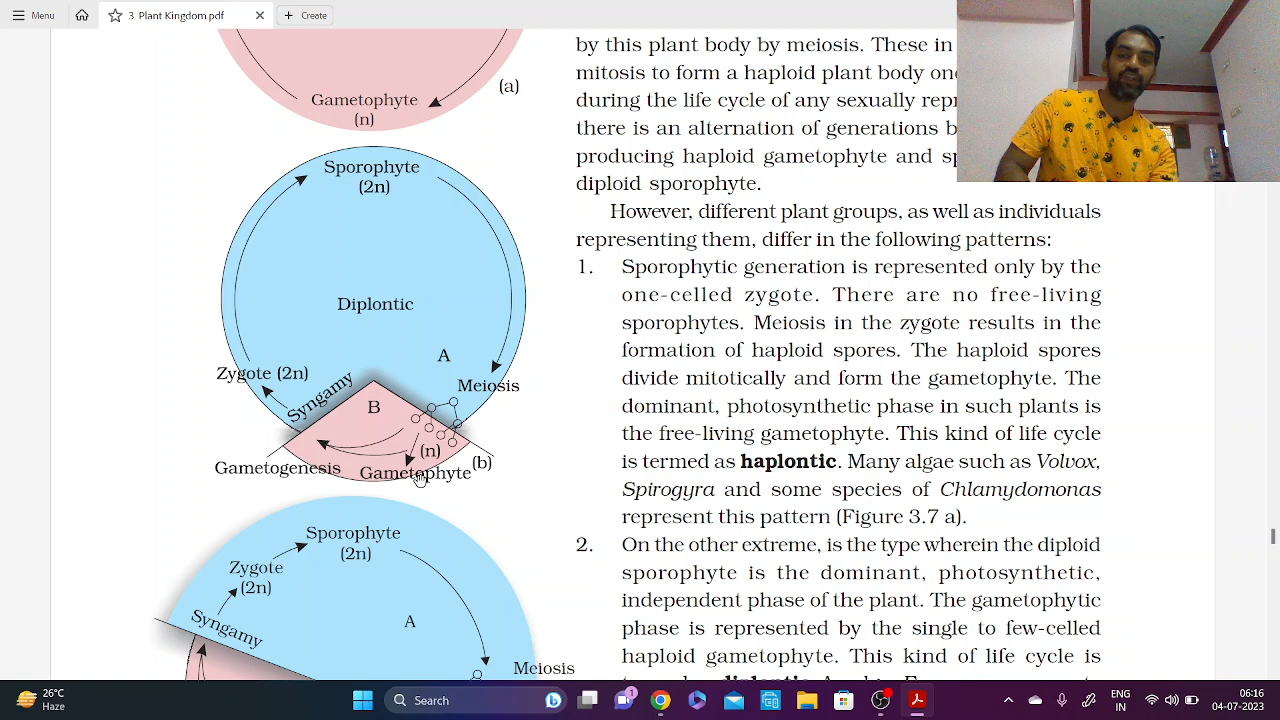 Menu
3. Plant Kingdom.pdf
Create
Gametophyte
(n)
(a)
Sporophyte
(2n)
Diplontic
A
Zygote (2n)
Syngamy
Meiosis
B
(n)
Gametogenesis
Gametophyte
(b)
Sporophyte
(2n)
Zygote
(2n)
Syngamy
A
Meiosis
by this plant body by meiosis. These in
mitosis to form a haploid plant body
during the life cycle of any sexually
there is an alternation of generations
producing haploid gametophyte and
diploid sporophyte.
However, different plant groups, as well as individuals
representing them, differ in the following patterns:
1. Sporophytic generation is represented only by the
one-celled zygote. There are no free-living
sporophytes. Meiosis in the zygote results in the
formation of haploid spores. The haploid spores
divide mitotically and form the gametophyte. The
dominant, photosynthetic phase in such plants is
the free-living gametophyte. This kind of life cycle
is termed as haplontic. Many algae such as Volvox,
Spirogyra and some species of Chlamydomonas
represent this pattern (Figure 3.7 a).
2. On the other extreme, is the type wherein the diploid
sporophyte is the dominant, photosynthetic,
independent phase of the plant. The gametophytic
phase is represented by the single to few-celled
haploid gametophyte. This kind of life cycle is
26°C
Haze
Search
1
ENG
IN
06:16
04-07-2023